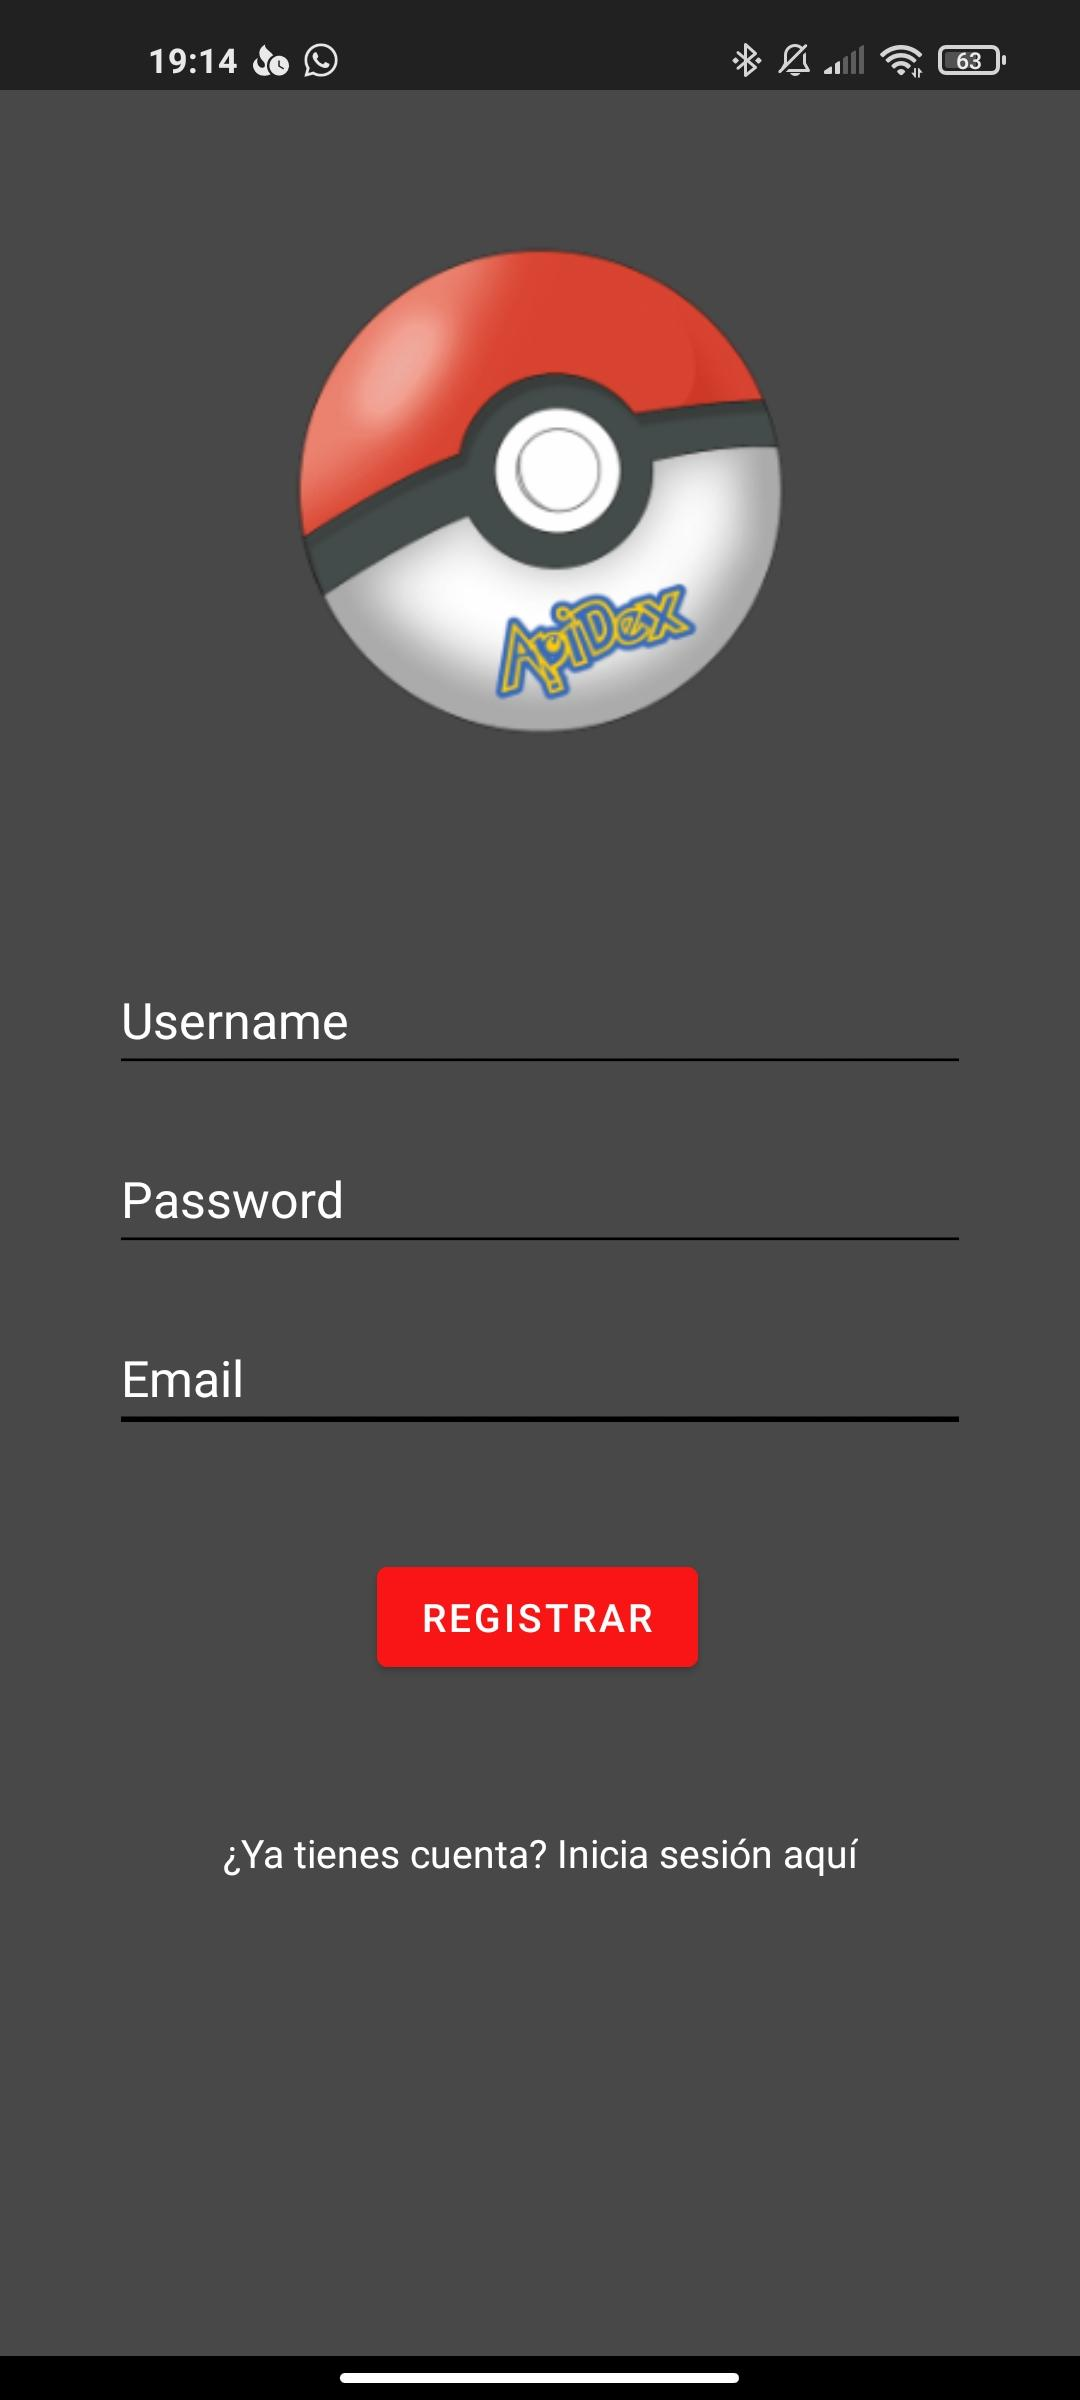 19:14
63
ApiDex
Username
Password
Email
REGISTRAR
¿Ya tienes cuenta? Inicia sesión aquí